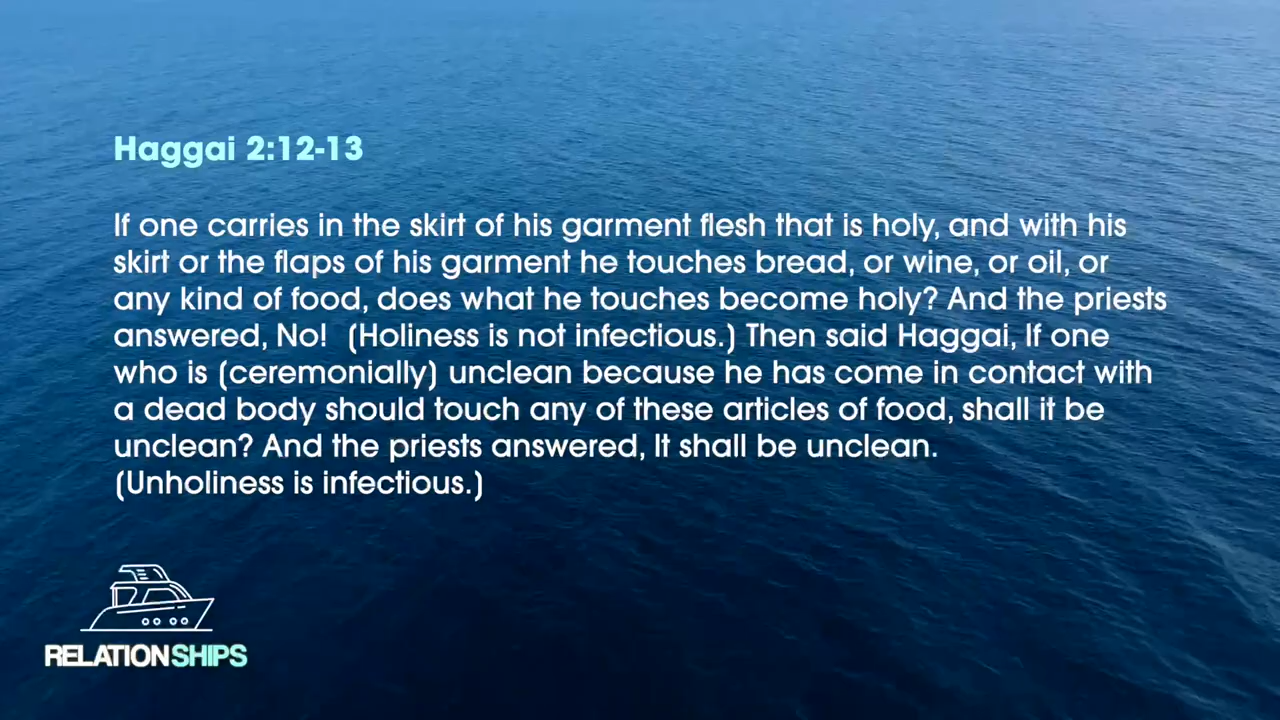 Haggai 2:12-13
If one carries in the skirt of his garment flesh that is holy, and with his
skirt or the flaps of his garment he touches bread, or wine, or oil, or
any kind of food, does what he touches become holy? And the priests
answered, No!  (Holiness is not infectious.) Then said Haggai, If one
who is (ceremonially) unclean because he has come in contact with
a dead body should touch any of these articles of food, shall it be
unclean? And the priests answered, It shall be unclean.
(Unholiness is infectious.)
RELATIONSHIPS